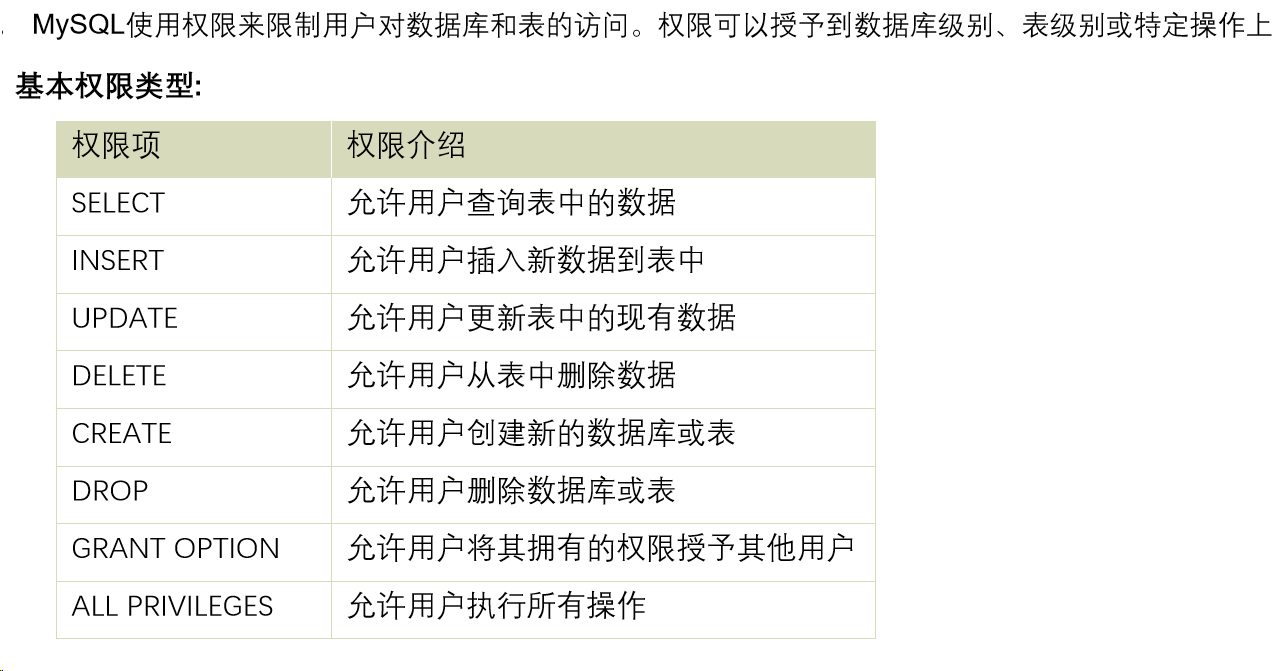 MySQL使用权限来限制用户对数据库和表的访问。权限可以授予到数据库级别、表级别或特定操作上
基本权限类型:
权限项 权限介绍
SELECT 允许用户查询表中的数据
INSERT 允许用户插入新数据到表中
UPDATE 允许用户更新表中的现有数据
DELETE 允许用户从表中删除数据
CREATE 允许用户创建新的数据库或表
DROP 允许用户删除数据库或表
GRANT OPTION 允许用户将其拥有的权限授予其他用户
ALL PRIVILEGES 允许用户执行所有操作